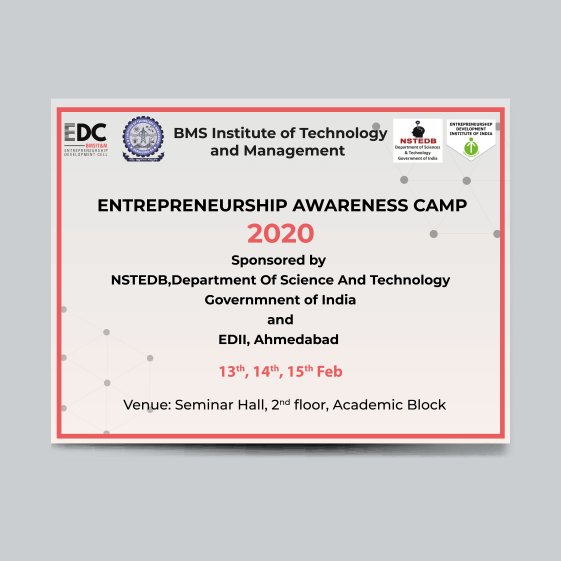 EDC
BMSIT&M
ENTREPRENEURSHIP
DEVELOPMENT CELL
BMS Institute of Technology
and Management
NSTEDB
Department of Sciences
& Technology
Government of India
ENTREPRENEURSHIP
DEVELOPMENT
INSTITUTE OF INDIA
ENTREPRENEURSHIP AWARENESS CAMP
2020
Sponsored by
NSTEDB,Department Of Science And Technology
Governmnent of India
and
EDII, Ahmedabad
13th, 14th, 15th Feb
Venue: Seminar Hall, 2nd floor, Academic Block